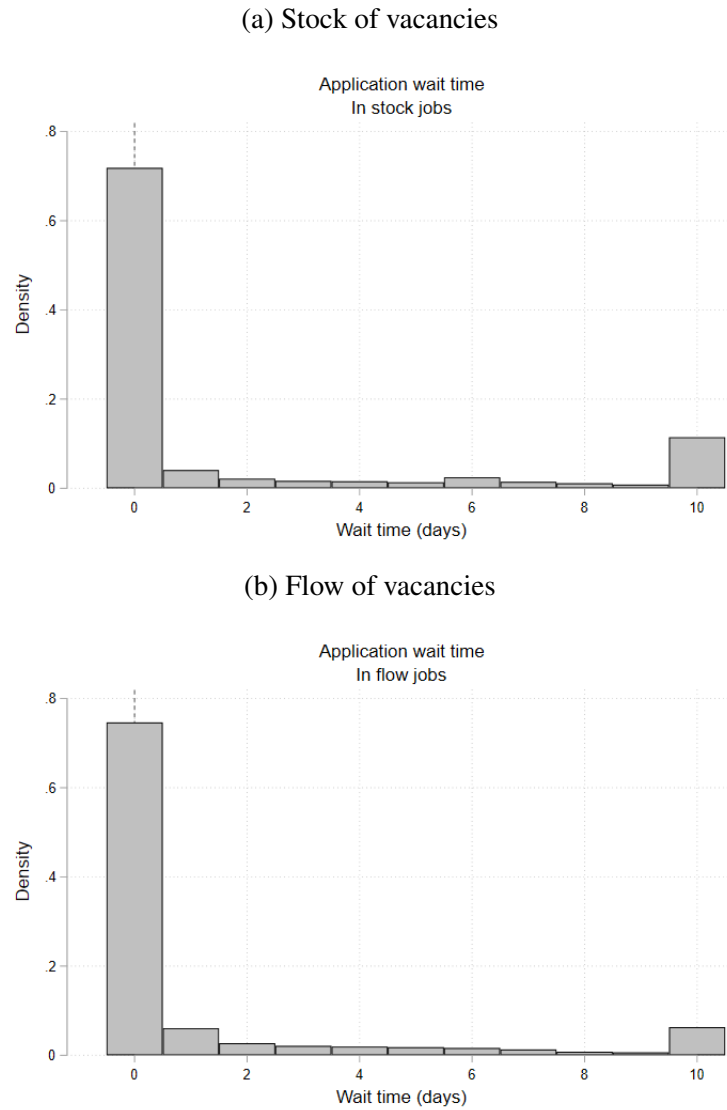 (a) Stock of vacancies
Application wait time
In stock jobs
.8
.6
.4
.2
0
Density
0 2 4 6 8 10
Wait time (days)
(b) Flow of vacancies
Application wait time
In flow jobs
.8
.6
.4
.2
0
Density
0 2 4 6 8 10
Wait time (days)